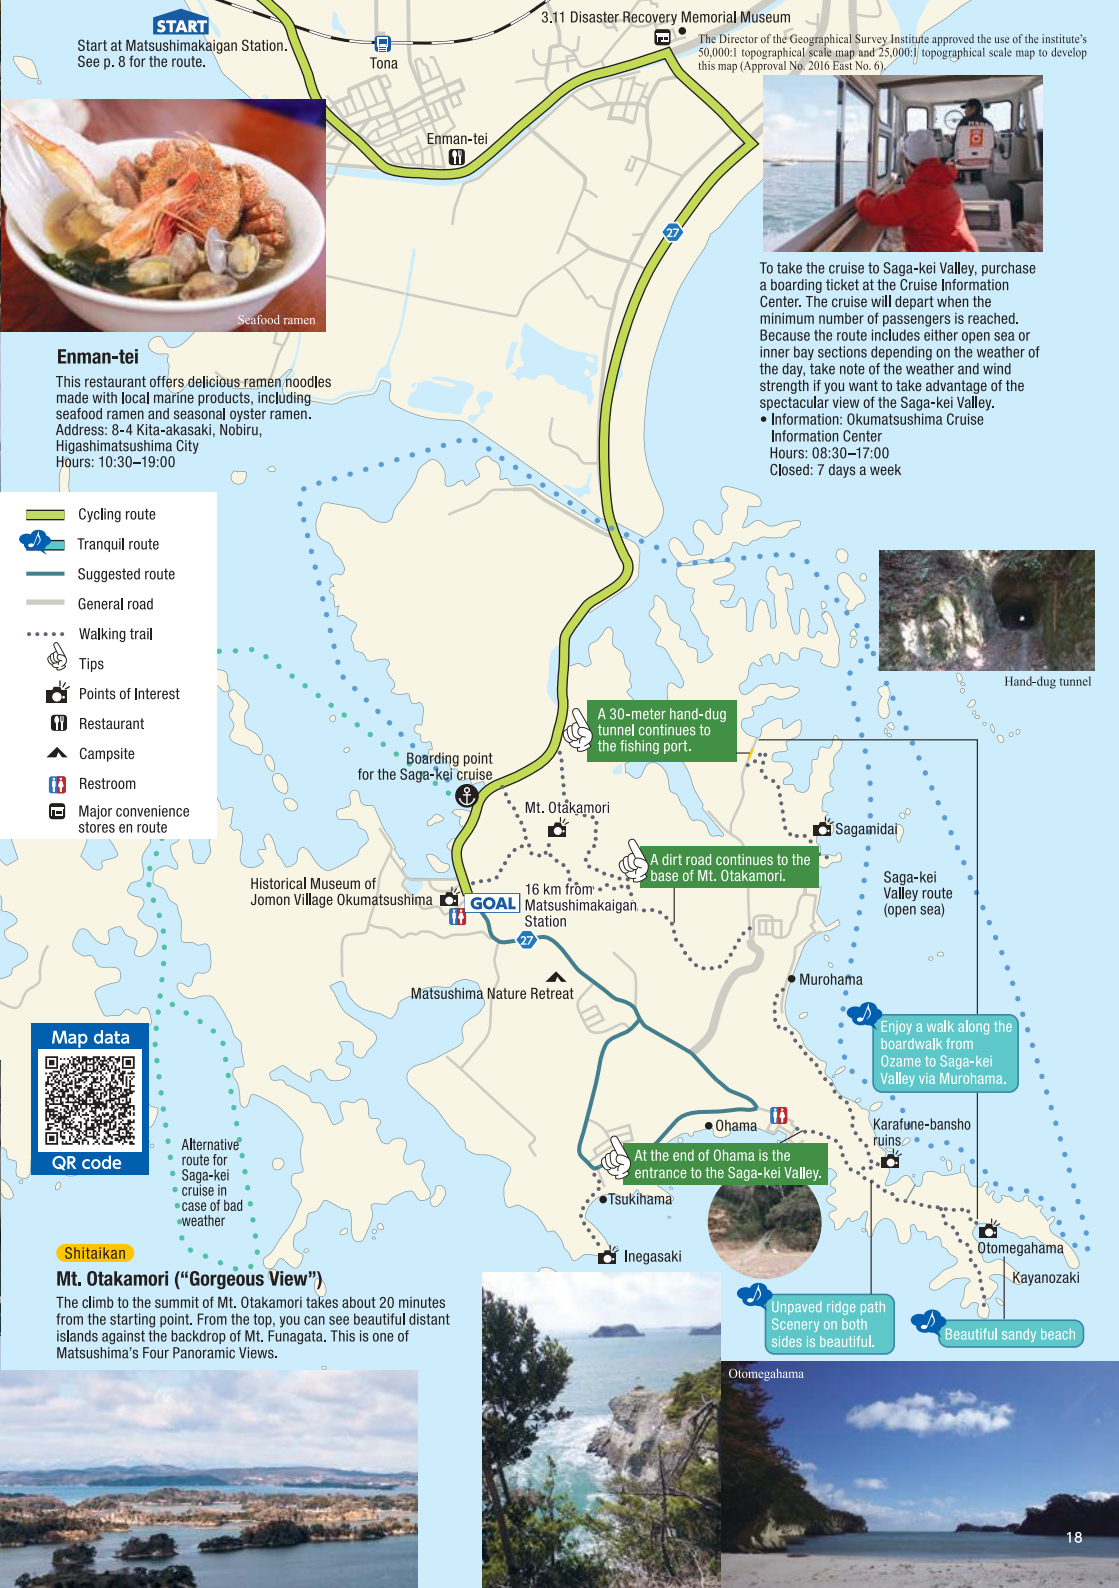 START
Start at Matsushimakaigan Station.
See p. 8 for the route.
Tona
3.11 Disaster Recovery Memorial Museum
The Director of the Geographical Survey Institute approved the use of the institute's
50,000:1 topographical scale map and 25,000:1 topographical scale map to develop
this map (Approval No. 2016 East No. 6).
Enman-tei
27
Seafood ramen
Enman-tei
This restaurant offers delicious ramen noodles
made with local marine products, including
seafood ramen and seasonal oyster ramen.
Address: 8-4 Kita-akasaki, Nobiru,
Higashimatsushima City
Hours: 10:30–19:00
To take the cruise to Saga-kei Valley, purchase
a boarding ticket at the Cruise Information
Center. The cruise will depart when the
minimum number of passengers is reached.
Because the route includes either open sea or
inner bay sections depending on the weather of
the day, take note of the weather and wind
strength if you want to take advantage of the
spectacular view of the Saga-kei Valley.
• Information: Okumatsushima Cruise
Information Center
Hours: 08:30–17:00
Closed: 7 days a week
Cycling route
Tranquil route
Suggested route
General road
Walking trail
Tips
Points of Interest
Restaurant
Campsite
Restroom
Major convenience
stores en route
Hand-dug tunnel
A 30-meter hand-dug
tunnel continues to
the fishing port.
Boarding point
for the Saga-kei cruise
Mt. Otakamori
Sagamidai
A dirt road continues to the
base of Mt. Otakamori.
Historical Museum of
Jomon Village Okumatsushima
GOAL
16 km from
Matsushimakaigan
Station
Saga-kei
Valley route
(open sea)
27
Matsushima Nature Retreat
Murohama
Enjoy a walk along the
boardwalk from
Ozame to Saga-kei
Valley via Murohama.
Map data
QR code
Alternative
route for
Saga-kei
cruise in
case of bad
weather
Ohama
Karafune-bansho
ruins
At the end of Ohama is the
entrance to the Saga-kei Valley.
Tsukihama
Inegasaki
Otomegahama
Kayanozaki
Unpaved ridge path
Scenery on both
sides is beautiful.
Beautiful sandy beach
Shitaikan
Mt. Otakamori (“Gorgeous View”)
The climb to the summit of Mt. Otakamori takes about 20 minutes
from the starting point. From the top, you can see beautiful distant
islands against the backdrop of Mt. Funagata. This is one of
Matsushima's Four Panoramic Views.
Otomegahama
18